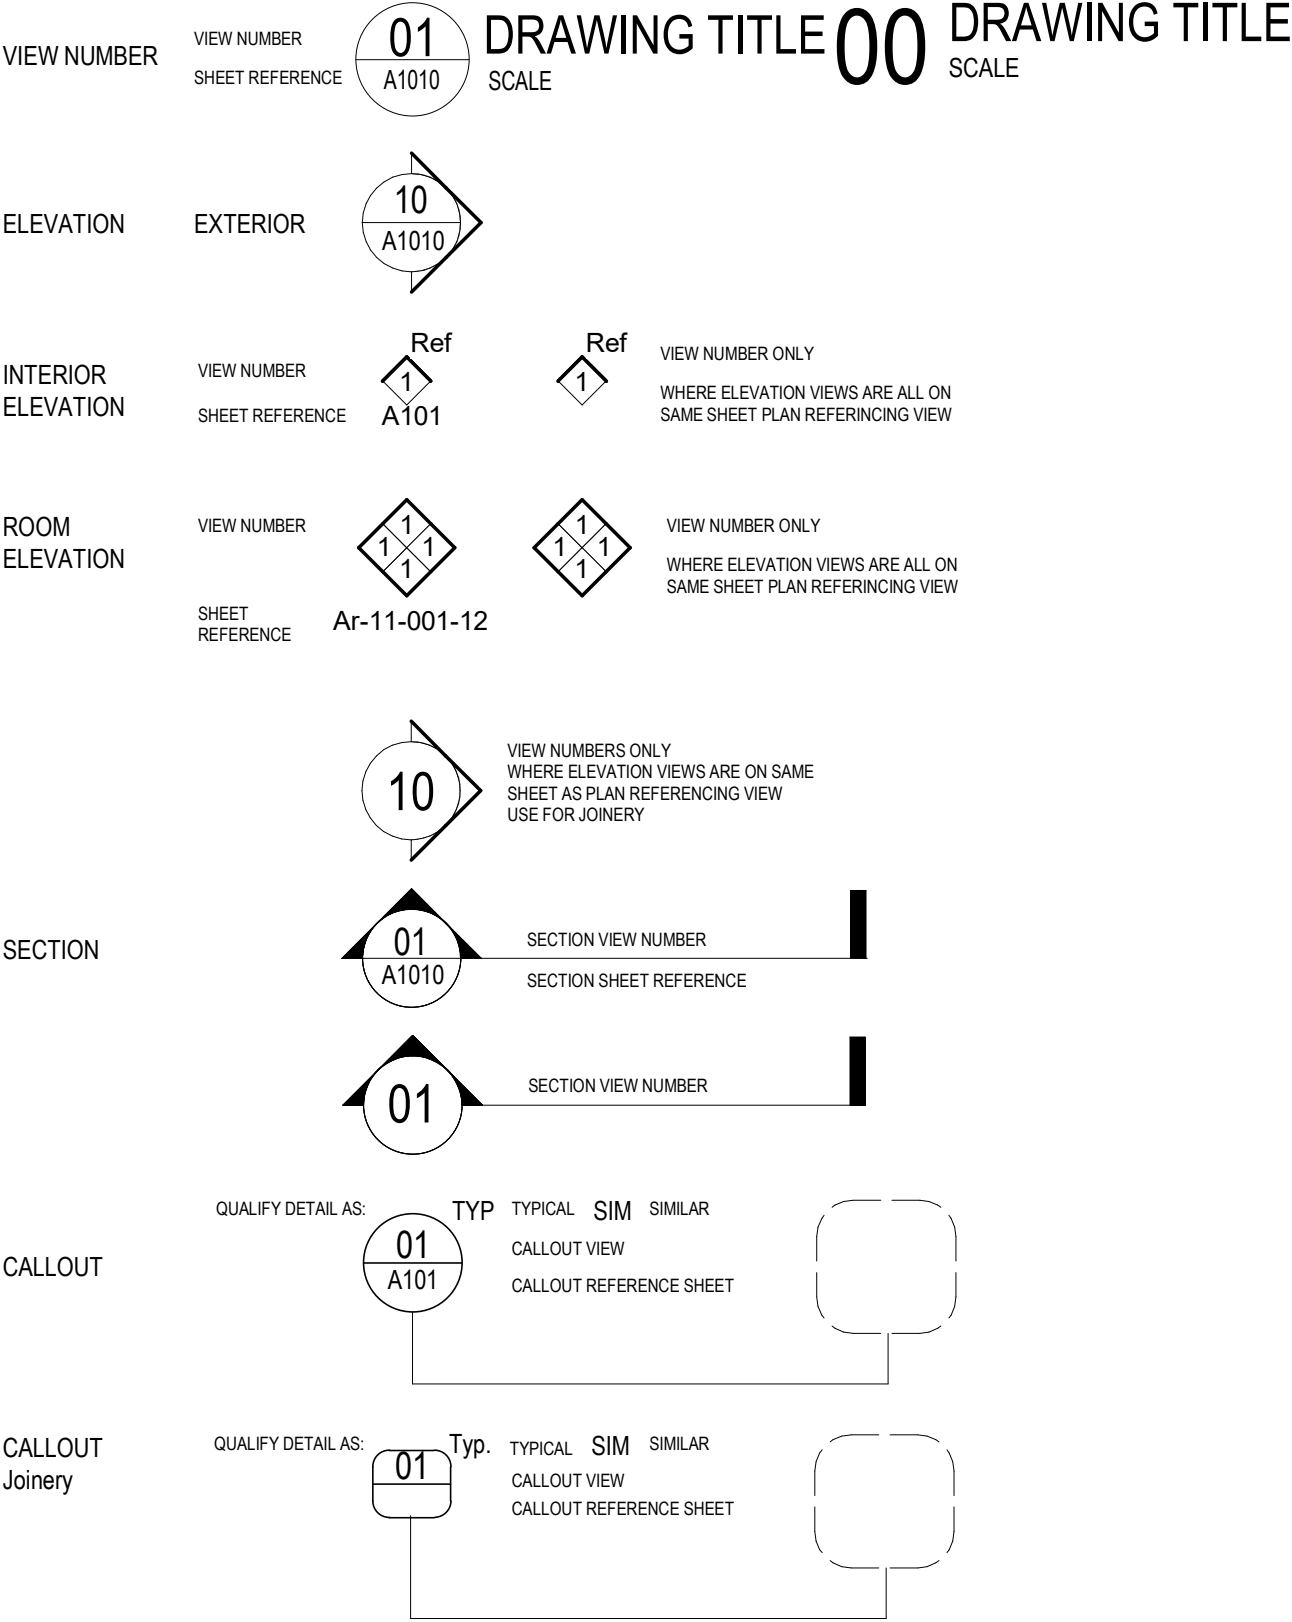 VIEW NUMBER
VIEW NUMBER
SHEET REFERENCE
01
A1010
DRAWING TITLE
SCALE
00
DRAWING TITLE
SCALE
ELEVATION
EXTERIOR
10
A1010
INTERIOR
ELEVATION
VIEW NUMBER
SHEET REFERENCE
Ref
1
A101
Ref
1
VIEW NUMBER ONLY
WHERE ELEVATION VIEWS ARE ALL ON
SAME SHEET PLAN REFERINCING VIEW
ROOM
ELEVATION
VIEW NUMBER
SHEET
REFERENCE
1
1 1
1
Ar-11-001-12
1
1 1
1
VIEW NUMBER ONLY
WHERE ELEVATION VIEWS ARE ALL ON
SAME SHEET PLAN REFERINCING VIEW
10
VIEW NUMBERS ONLY
WHERE ELEVATION VIEWS ARE ON SAME
SHEET AS PLAN REFERENCING VIEW
USE FOR JOINERY
SECTION
01
A1010
SECTION VIEW NUMBER
SECTION SHEET REFERENCE
01
SECTION VIEW NUMBER
CALLOUT
QUALIFY DETAIL AS:
01
A101
TYP TYPICAL SIM SIMILAR
CALLOUT VIEW
CALLOUT REFERENCE SHEET
CALLOUT
Joinery
QUALIFY DETAIL AS:
01
Typ. TYPICAL SIM SIMILAR
CALLOUT VIEW
CALLOUT REFERENCE SHEET